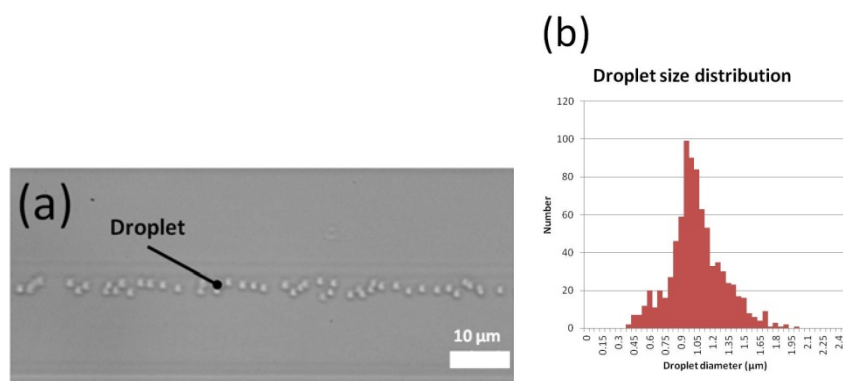 (a)
Droplet
10 µm
(b)
Droplet size distribution
Number
120
100
80
60
40
20
0
0 0.15 0.3 0.45 0.6 0.75 0.9 1.05 1.2 1.35 1.5 1.65 1.8 1.95 2.1 2.25 2.4
Droplet diameter (µm)